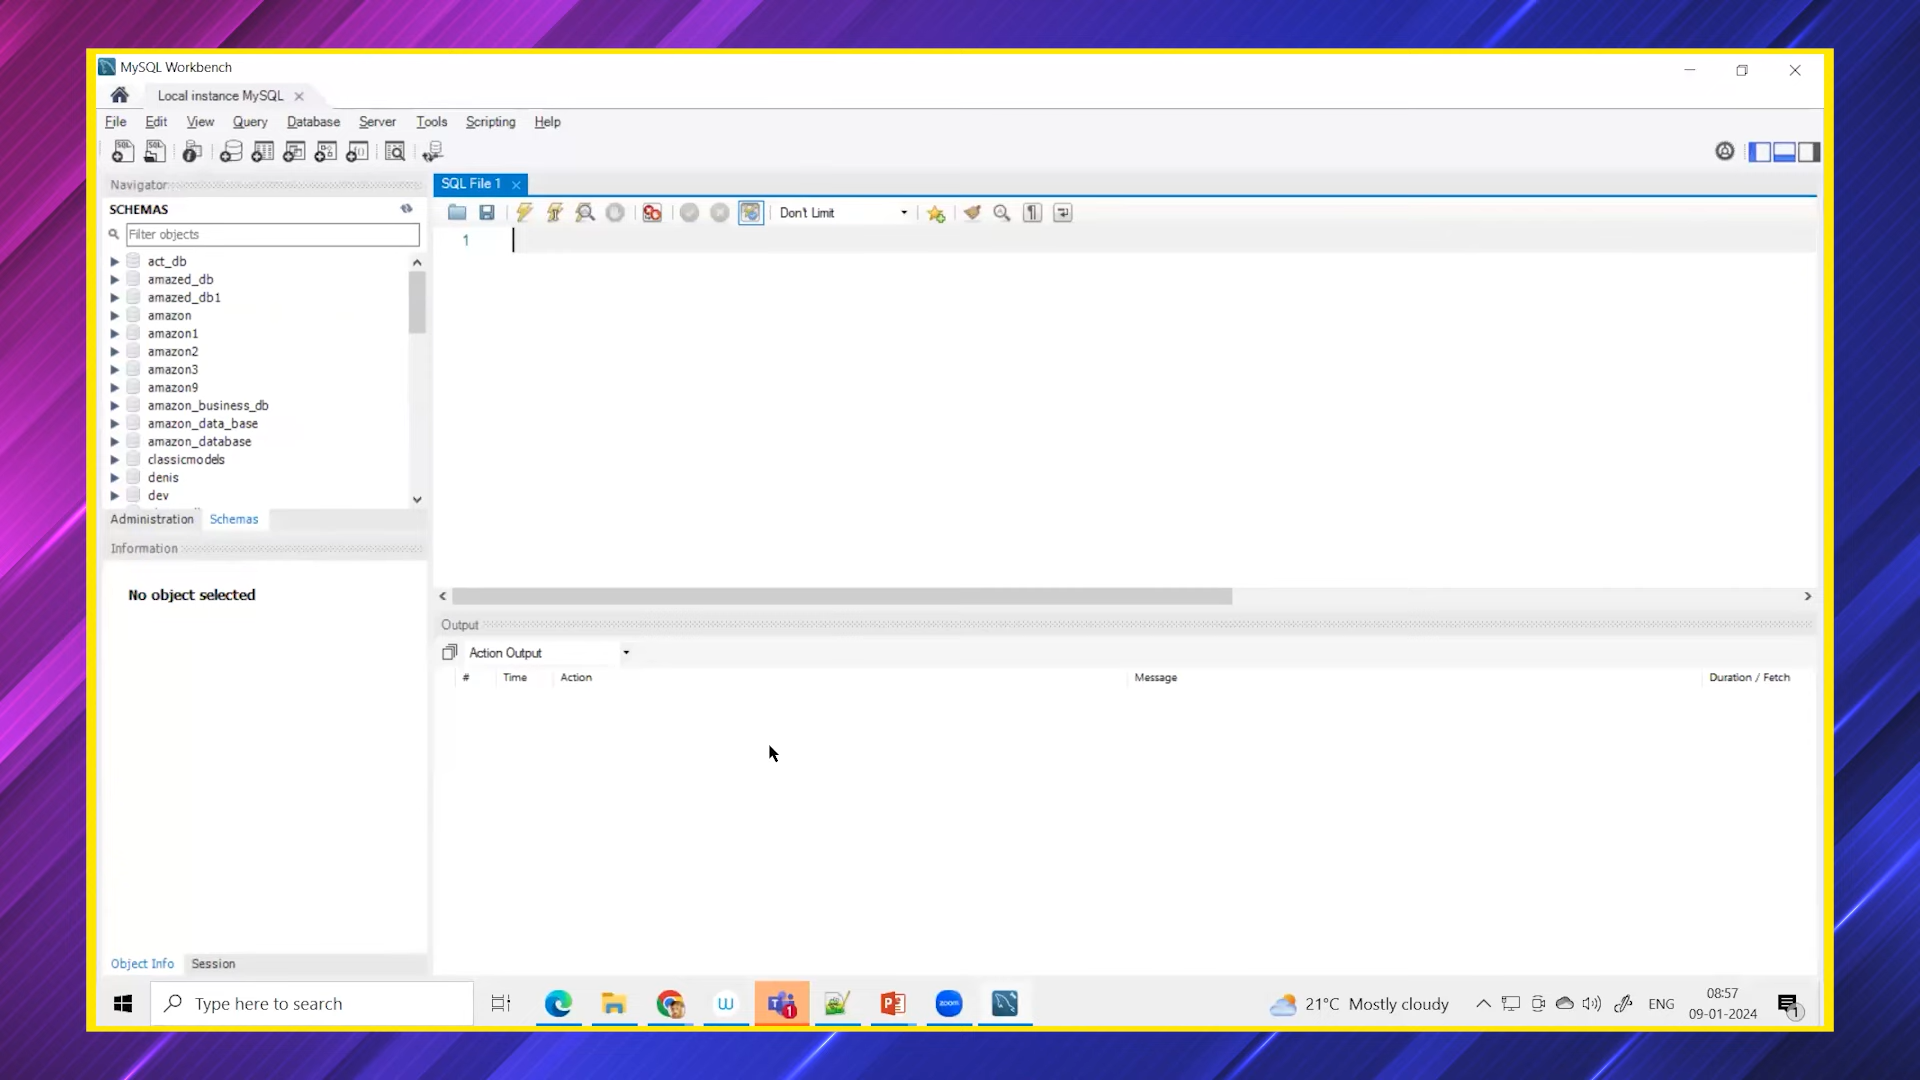 MySQL Workbench
Local instance MySQL
File Edit View Query Database Server Tools Scripting Help
Navigator
SCHEMAS
Filter objects
act_db
amazed_db
amazed_db1
amazon
amazon1
amazon2
amazon3
amazon9
amazon_business_db
amazon_data_base
amazon_database
classicmodels
denis
dev
Administration Schemas
Information
No object selected
Object Info Session
SQL File 1
Don't Limit
1
Output
Action Output
# Time Action Message Duration / Fetch
Type here to search
zoom
21°C Mostly cloudy
ENG
08:57
09-01-2024